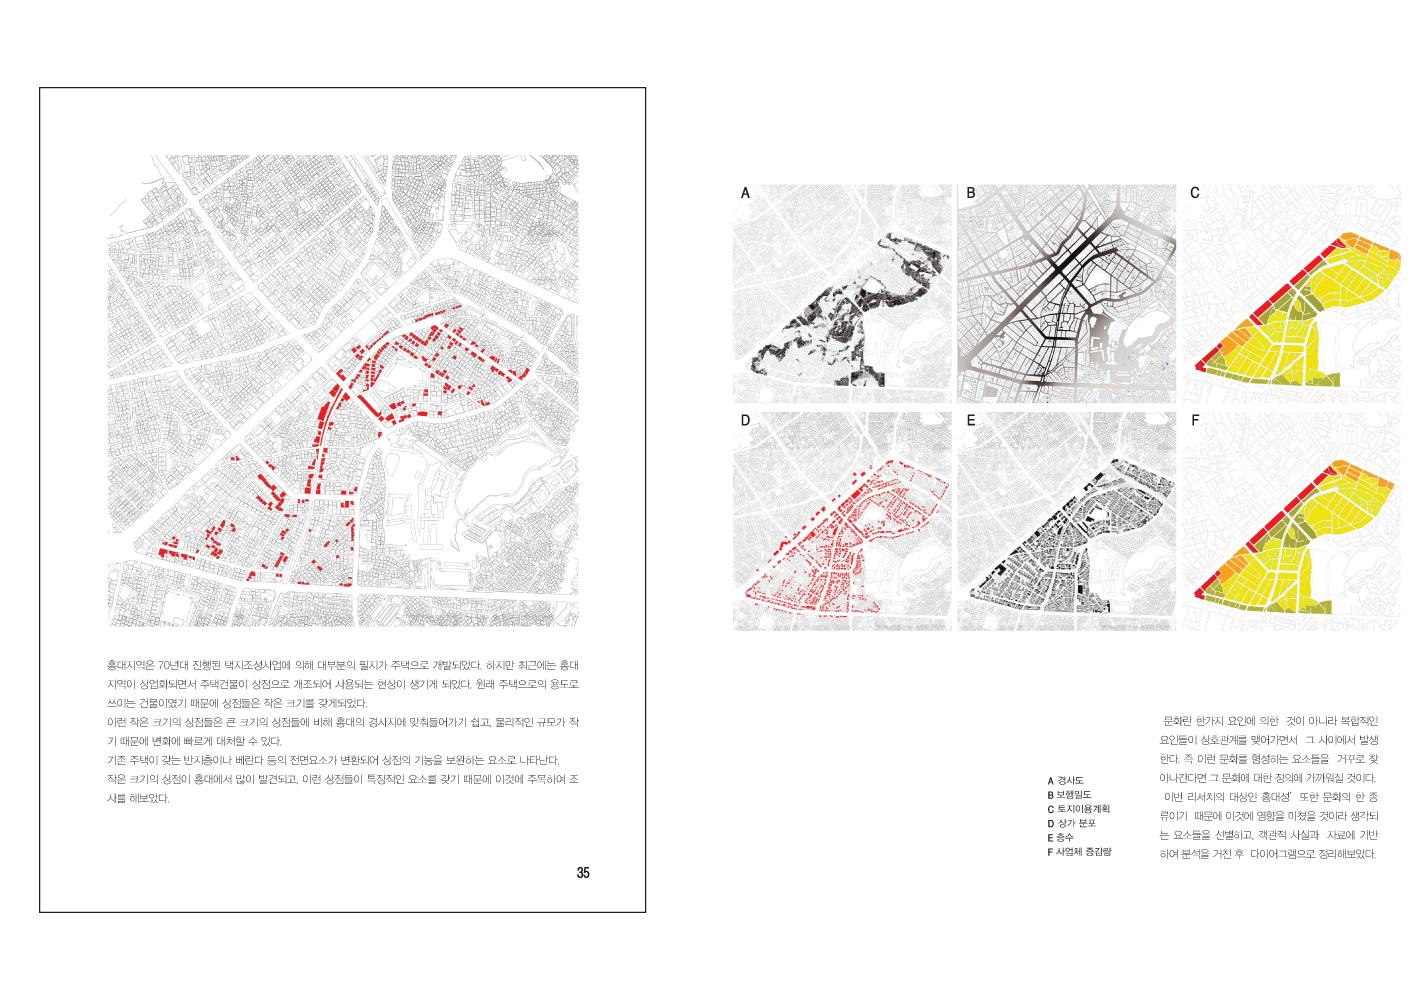 홍대지역은 70년대 진행된 택지조성사업에 의해 대부분의 필지가 주택으로 개발되었다. 하지만 최근에는 홍대
지역이 상업화되면서 주택건물이 상점으로 개조되어 사용되는 현상이 생기게 되었다. 원래 주택으로의 용도로
쓰이는 건물이였기 때문에 상점들은 작은 크기를 갖게되었다.
이런 작은 크기의 상점들은 큰 크기의 상점들에 비해 홍대의 경사지에 맞춰들어가기 쉽고, 물리적인 규모가 작
기 때문에 변화에 빠르게 대처할 수 있다.
기존 주택이 갖는 반지층이나 베란다 등의 전면요소가 변환되어 상점의 기능을 보완하는 요소로 나타난다.
작은 크기의 상점이 홍대에서 많이 발견되고, 이런 상점들이 특징적인 요소를 갖기 때문에 이것에 주목하여 조
사를 해보았다.
35
A
B
C
D
E
F
A 경사도
B 보행밀도
C 토지이용계획
D 상가 분포
E 층수
F 사업체 증감량
문화란 한가지 요인에 의한 것이 아니라 복합적인
요인들이 상호관계를 맺어가면서 그 사이에서 발생
한다. 즉 이런 문화를 형성하는 요소들을 거꾸로 찾
아나간다면 그 문화에 대한 정의에 가까워질 것이다.
이번 리서치의 대상인 홍대성’ 또한 문화의 한 종
류이기 때문에 이것에 영향을 미쳤을 것이라 생각되
는 요소들을 선별하고, 객관적 사실과 자료에 기반
하여 분석을 거친 후 다이어그램으로 정리해보았다.